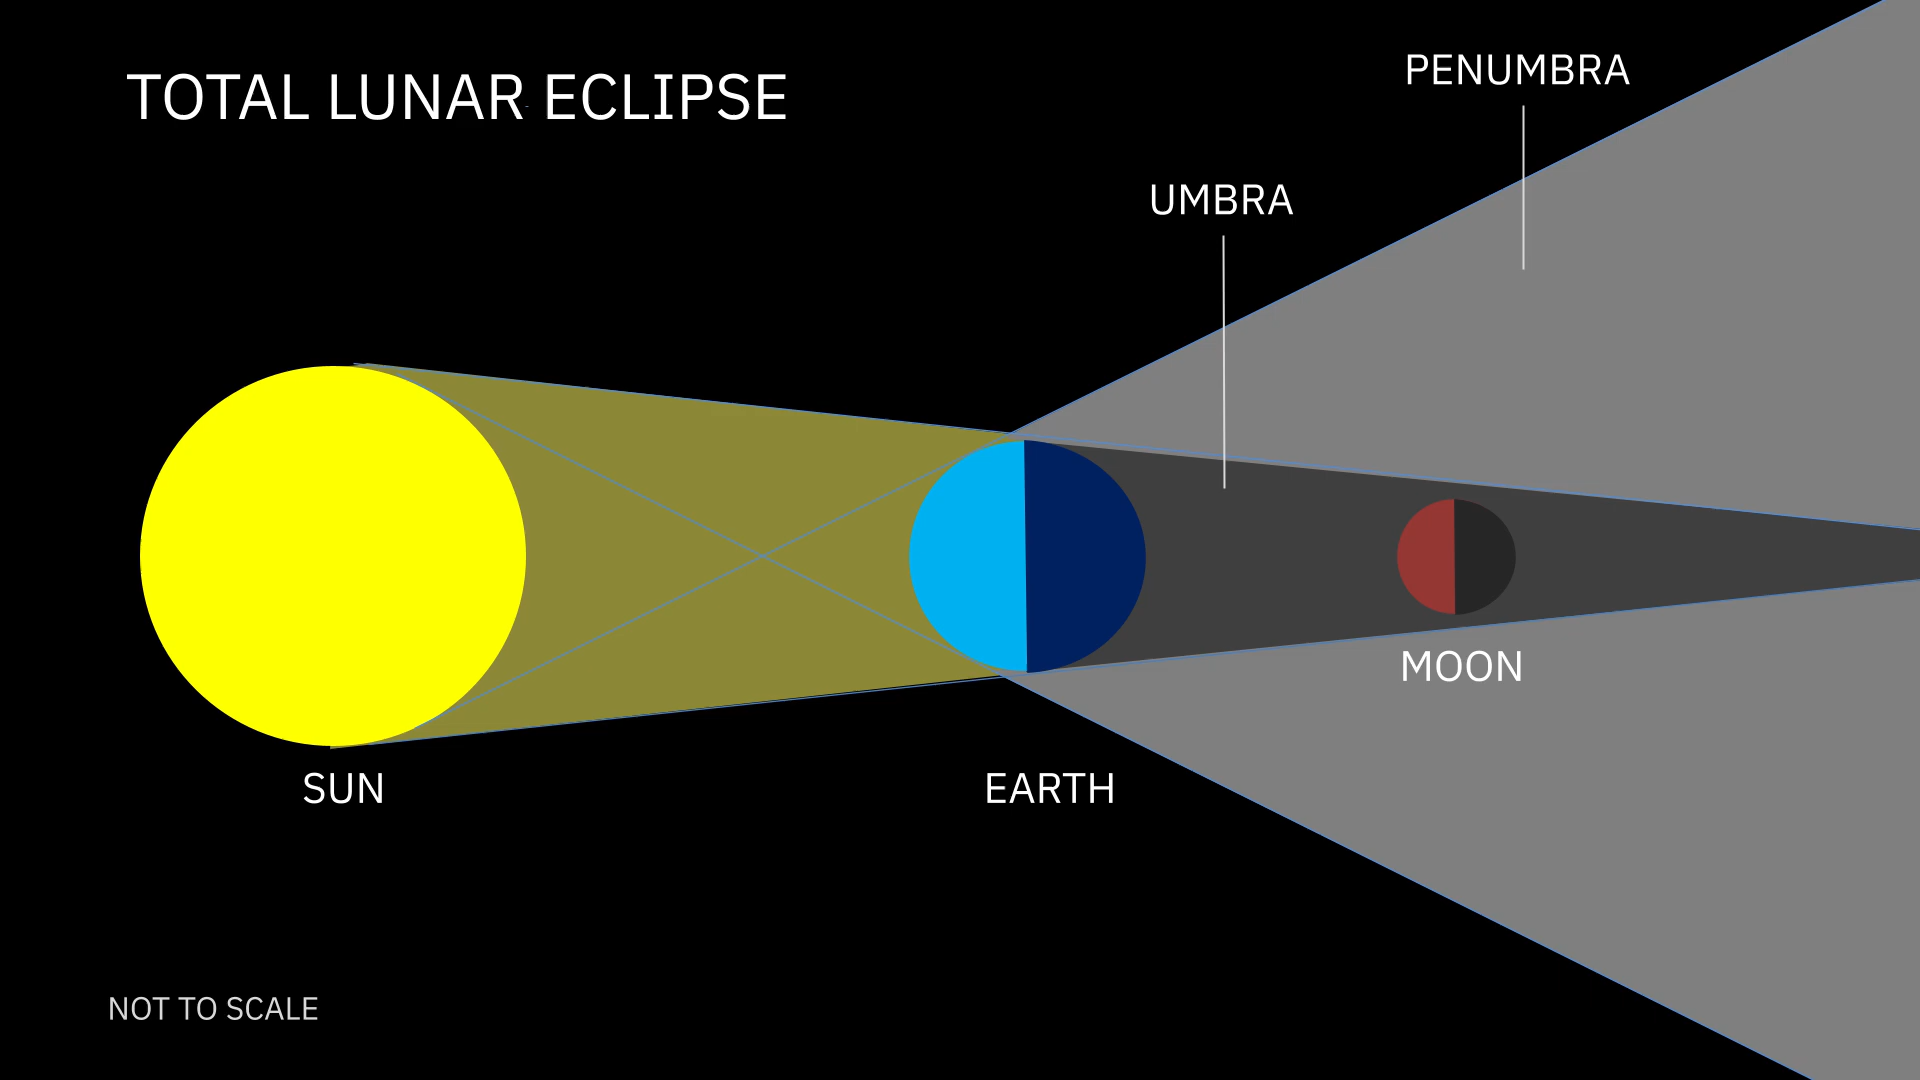 TOTAL LUNAR ECLIPSE
PENUMBRA
UMBRA
MOON
SUN
EARTH
NOT TO SCALE